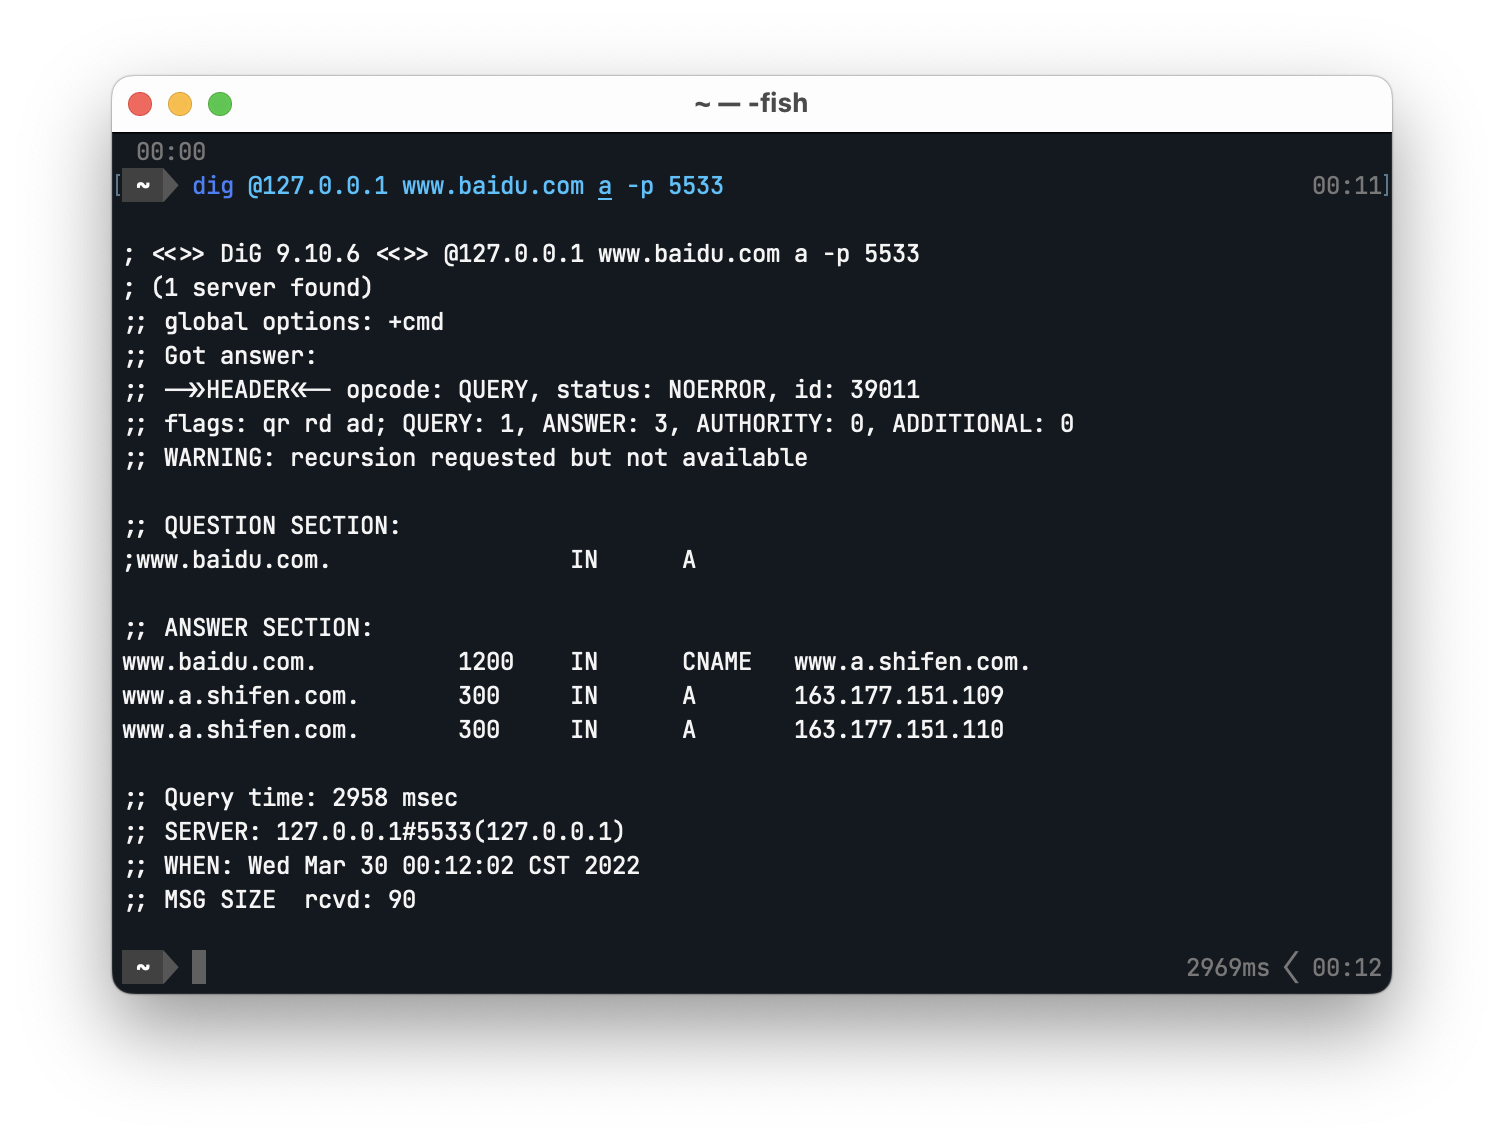 ~ — -fish
00:00
[ ~ dig @127.0.0.1 www.baidu.com a -p 5533 00:11]
; <<>> DiG 9.10.6 <<>> @127.0.0.1 www.baidu.com a -p 5533
; (1 server found)
;; global options: +cmd
;; Got answer:
;; ->>HEADER<<- opcode: QUERY, status: NOERROR, id: 39011
;; flags: qr rd ad; QUERY: 1, ANSWER: 3, AUTHORITY: 0, ADDITIONAL: 0
;; WARNING: recursion requested but not available
;; QUESTION SECTION:
;www.baidu.com. IN A
;; ANSWER SECTION:
www.baidu.com. 1200 IN CNAME www.a.shifen.com.
www.a.shifen.com. 300 IN A 163.177.151.109
www.a.shifen.com. 300 IN A 163.177.151.110
;; Query time: 2958 msec
;; SERVER: 127.0.0.1#5533(127.0.0.1)
;; WHEN: Wed Mar 30 00:12:02 CST 2022
;; MSG SIZE  rcvd: 90
~ 2969ms < 00:12